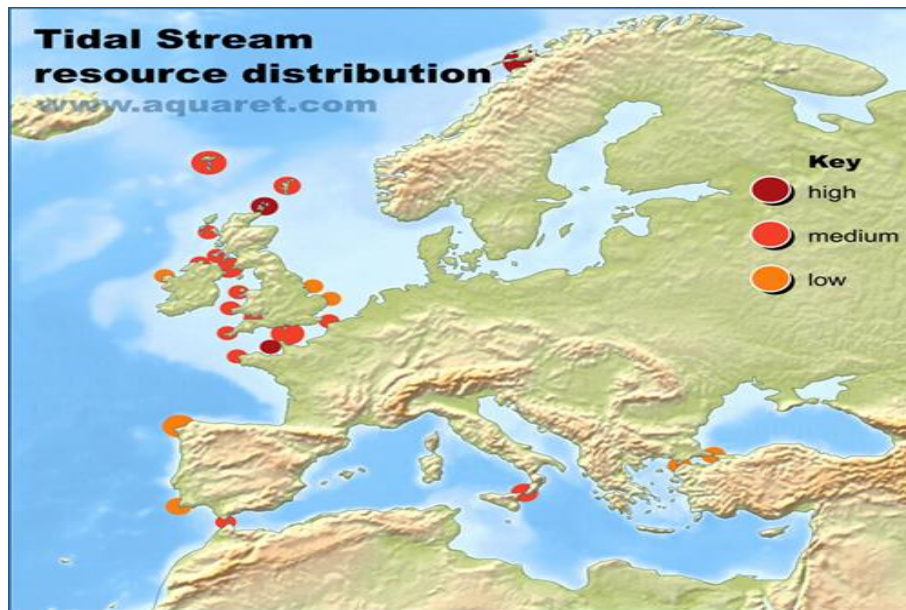 Tidal Stream
resource distribution
www.aquaret.com
Key
high
medium
low